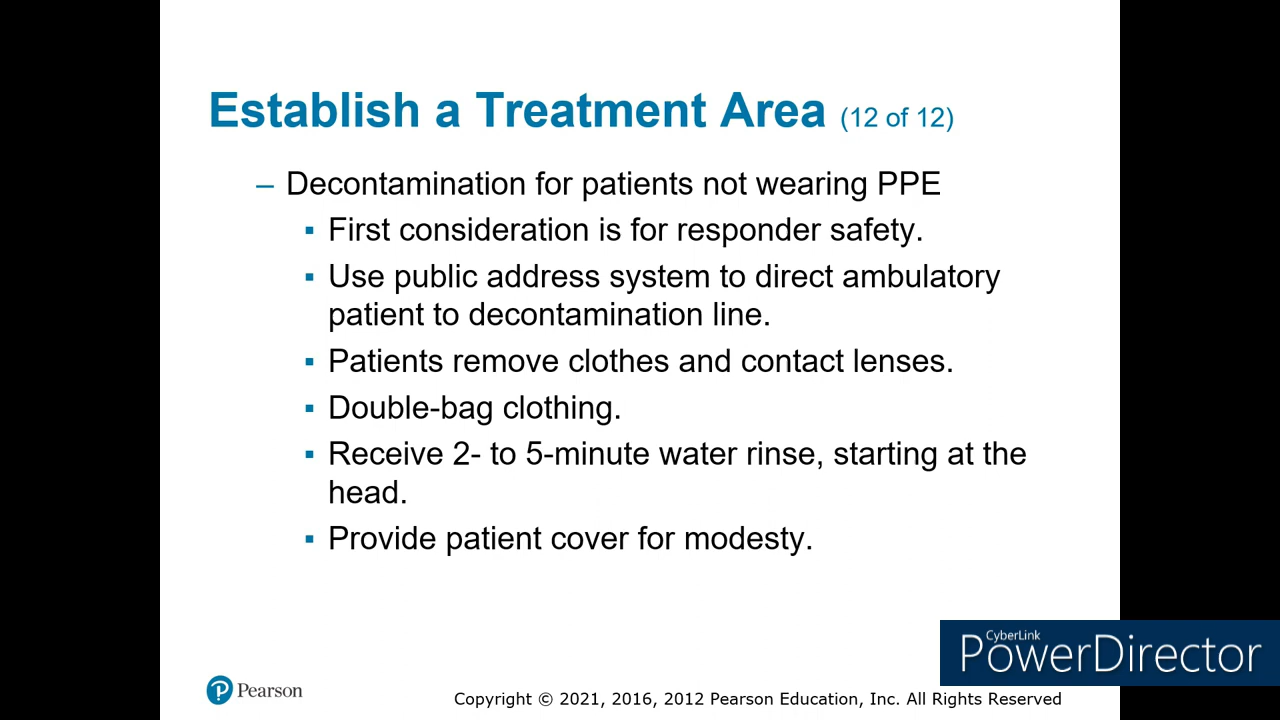 Establish a Treatment Area (12 of 12)
– Decontamination for patients not wearing PPE
▪ First consideration is for responder safety.
▪ Use public address system to direct ambulatory
patient to decontamination line.
▪ Patients remove clothes and contact lenses.
▪ Double-bag clothing.
▪ Receive 2- to 5-minute water rinse, starting at the
head.
▪ Provide patient cover for modesty.
CyberLink
PowerDirector
P Pearson
Copyright © 2021, 2016, 2012 Pearson Education, Inc. All Rights Reserved